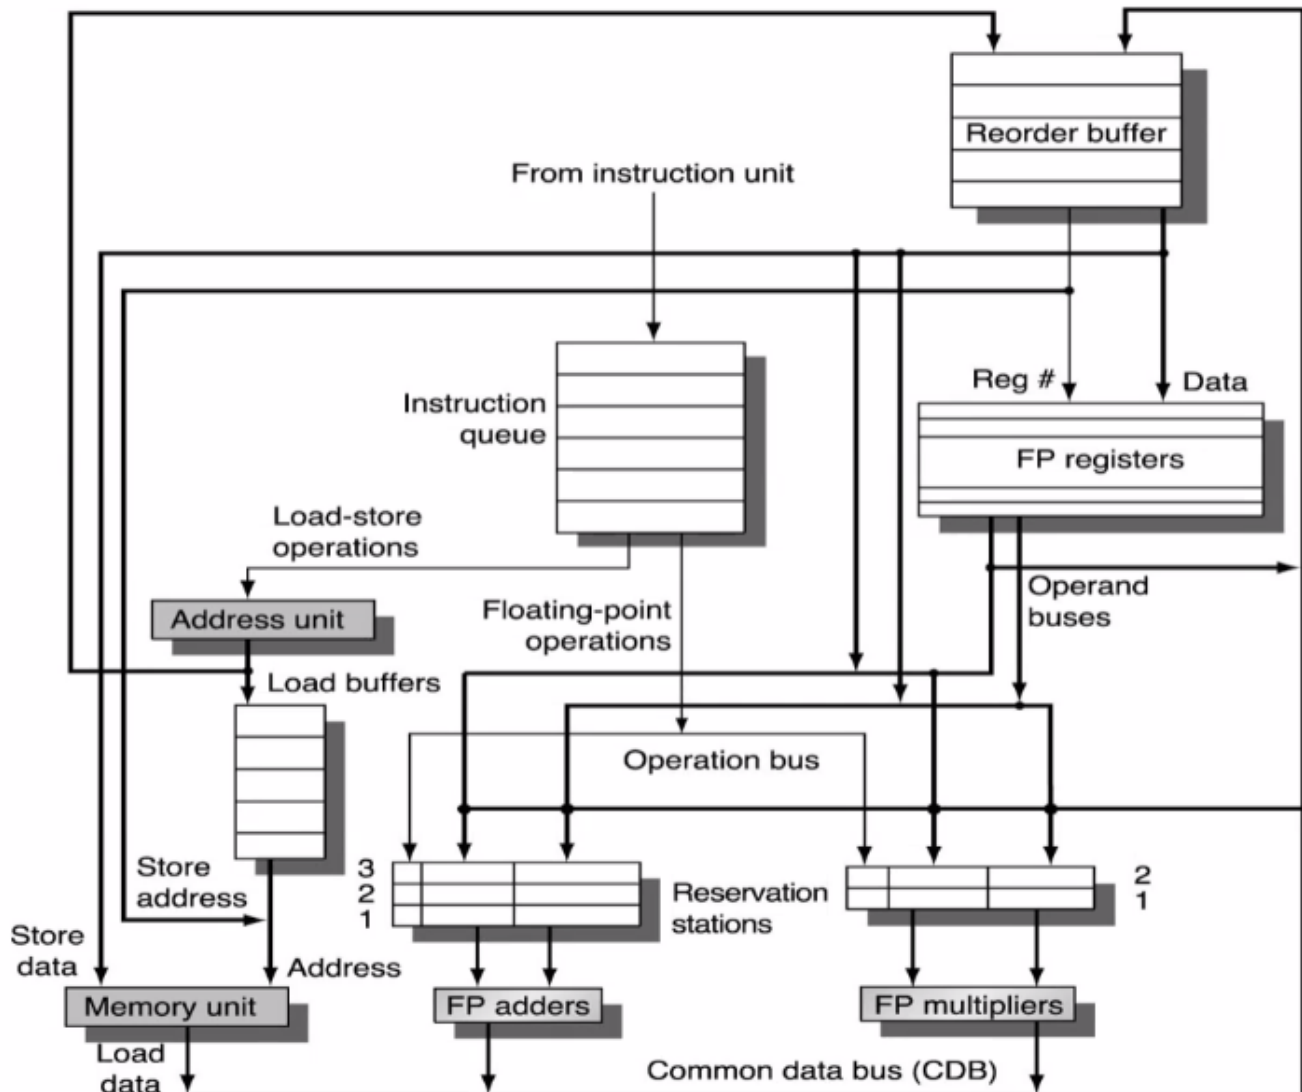 Reorder buffer
From instruction unit
Reg #
Data
Instruction
queue
FP registers
Load-store
operations
Operand
buses
Address unit
Floating-point
operations
Load buffers
Operation bus
Store
address
3
2
1
Reservation
stations
2
1
Store
data
Address
Memory unit
FP adders
FP multipliers
Load
data
Common data bus (CDB)